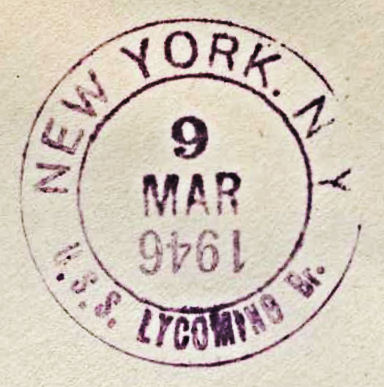 NEW YORK. N Y
9
MAR
1946
U.S.S. LYCOMING Br.